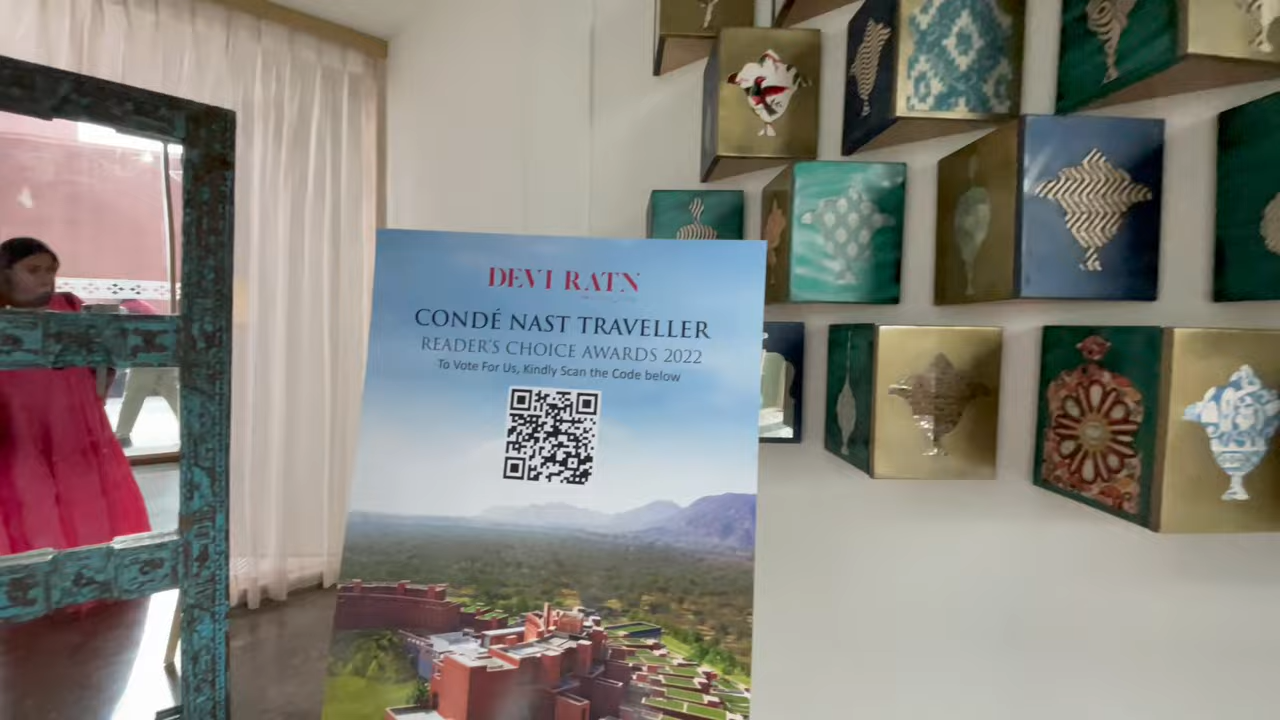 DEVI RATN
CONDÉ NAST TRAVELLER
READER'S CHOICE AWARDS 2022
To Vote For Us, Kindly Scan the Code below